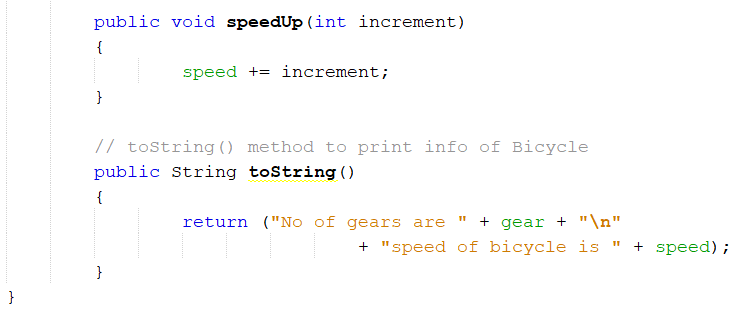 public void speedUp(int increment)
{
speed += increment;
}
// toString() method to print info of Bicycle
public String toString()
{
return ("No of gears are " + gear + "\n"
+ "speed of bicycle is " + speed);
}
}